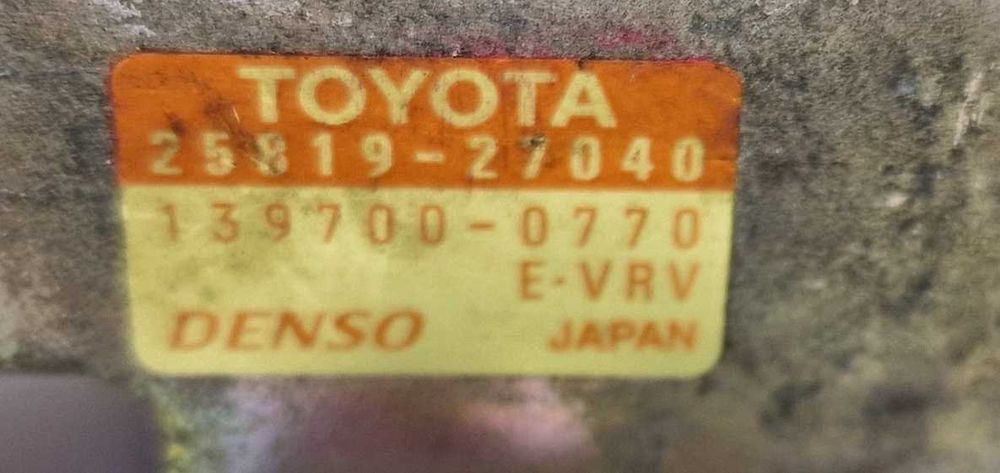 TOYOTA
25819-27040
139700-0770
E-VRV
DENSO JAPAN